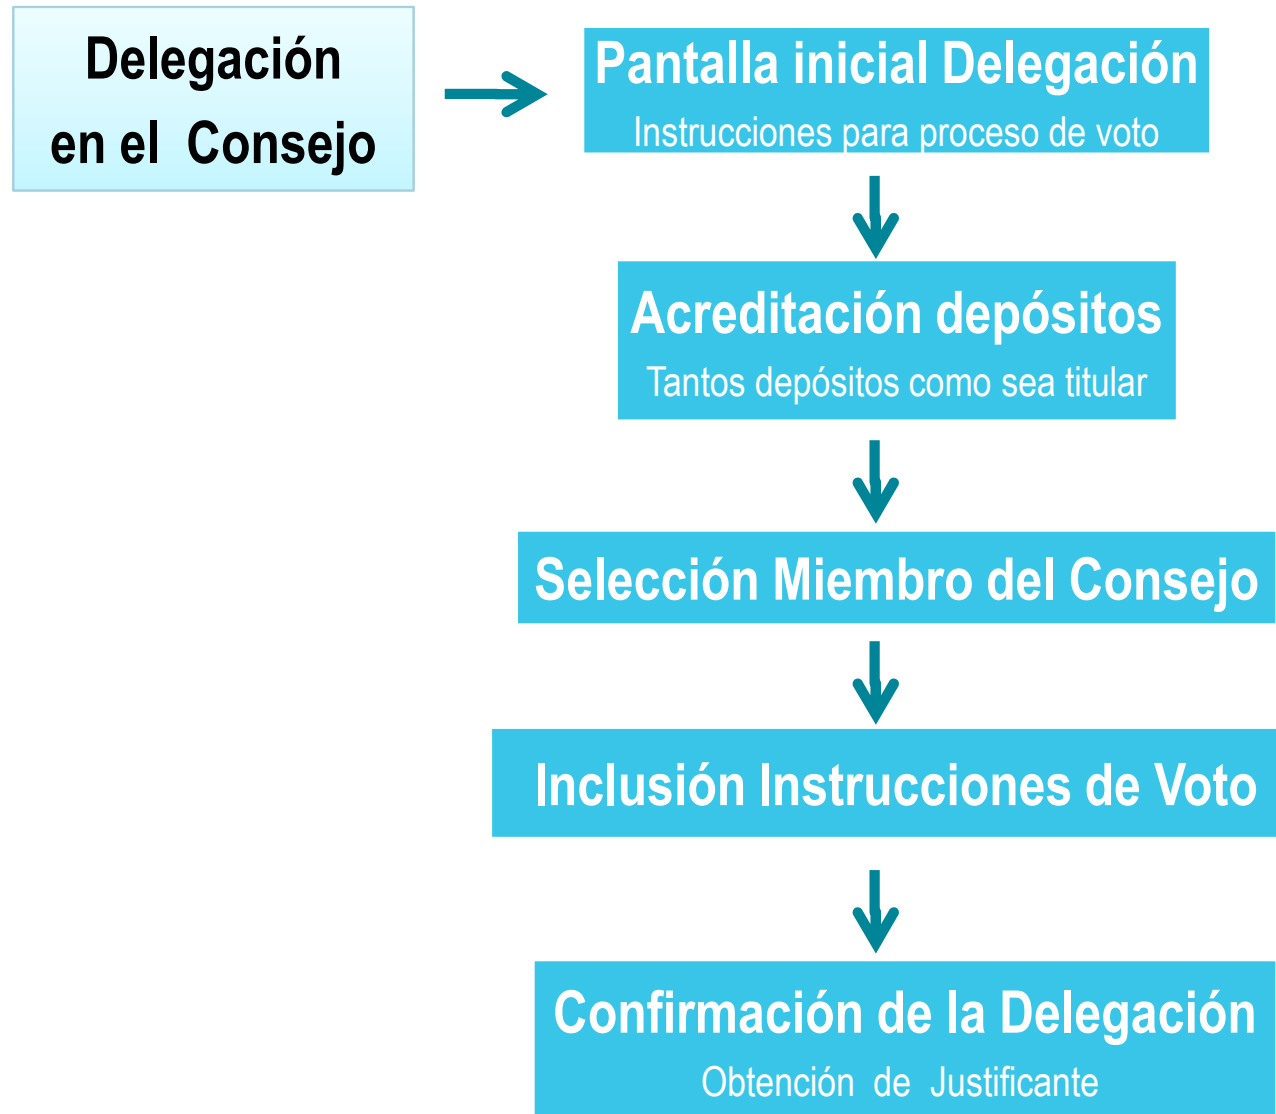 Delegación
en el Consejo
Pantalla inicial Delegación
Instrucciones para proceso de voto
Acreditación depósitos
Tantos depósitos como sea titular
Selección Miembro del Consejo
Inclusión Instrucciones de Voto
Confirmación de la Delegación
Obtención de Justificante